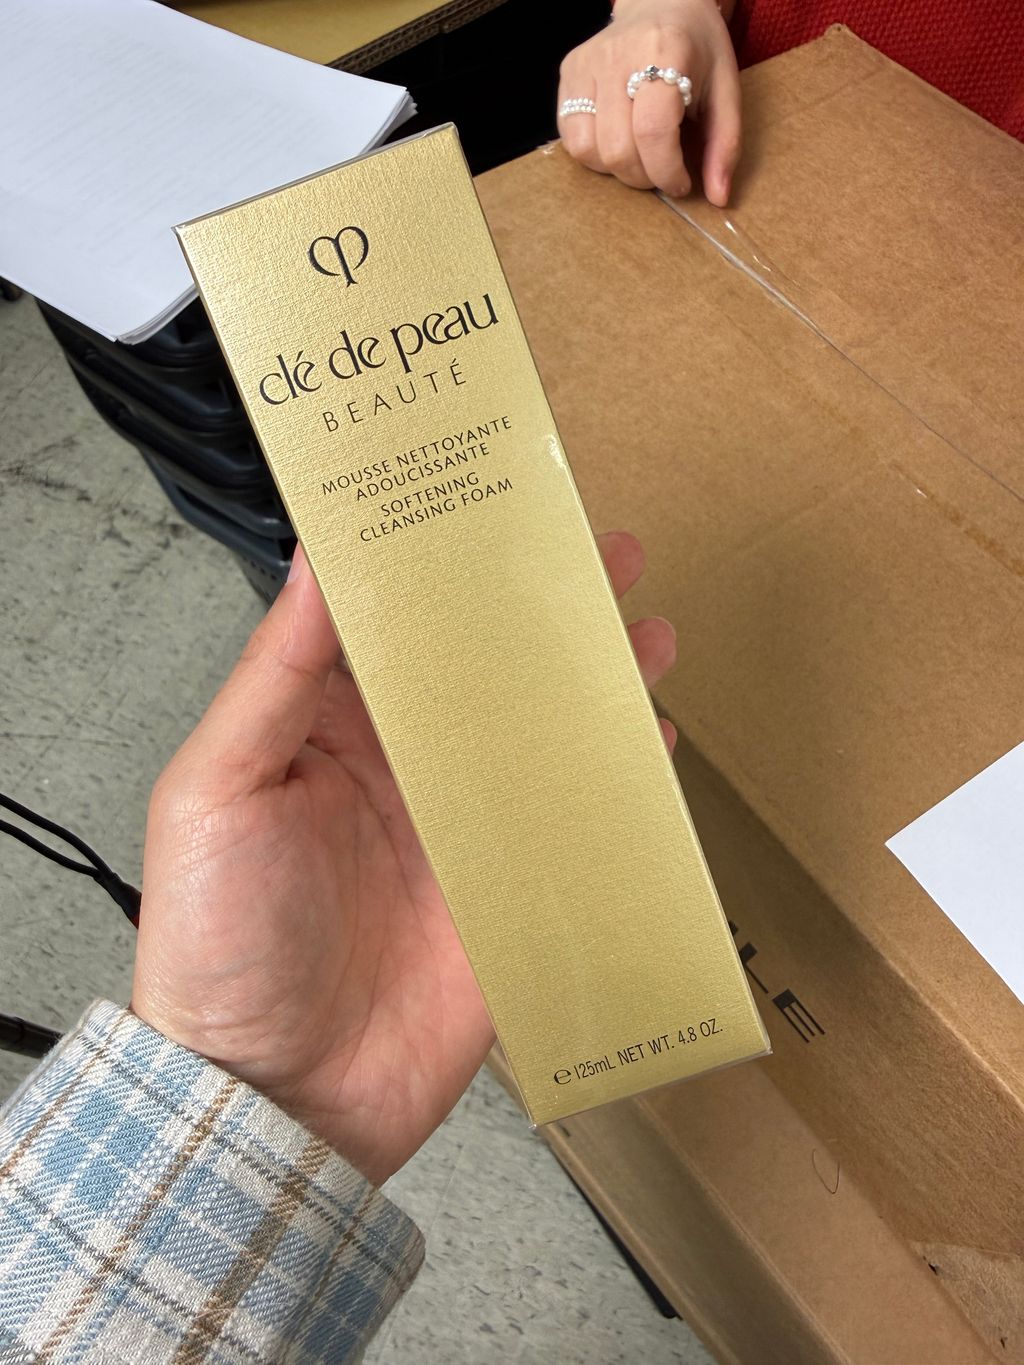 clé de peau
BEAUTÉ
MOUSSE NETTOYANTE
ADOUCISSANTE
SOFTENING
CLEANSING FOAM
℮ 125mL NET WT. 4.8 OZ.